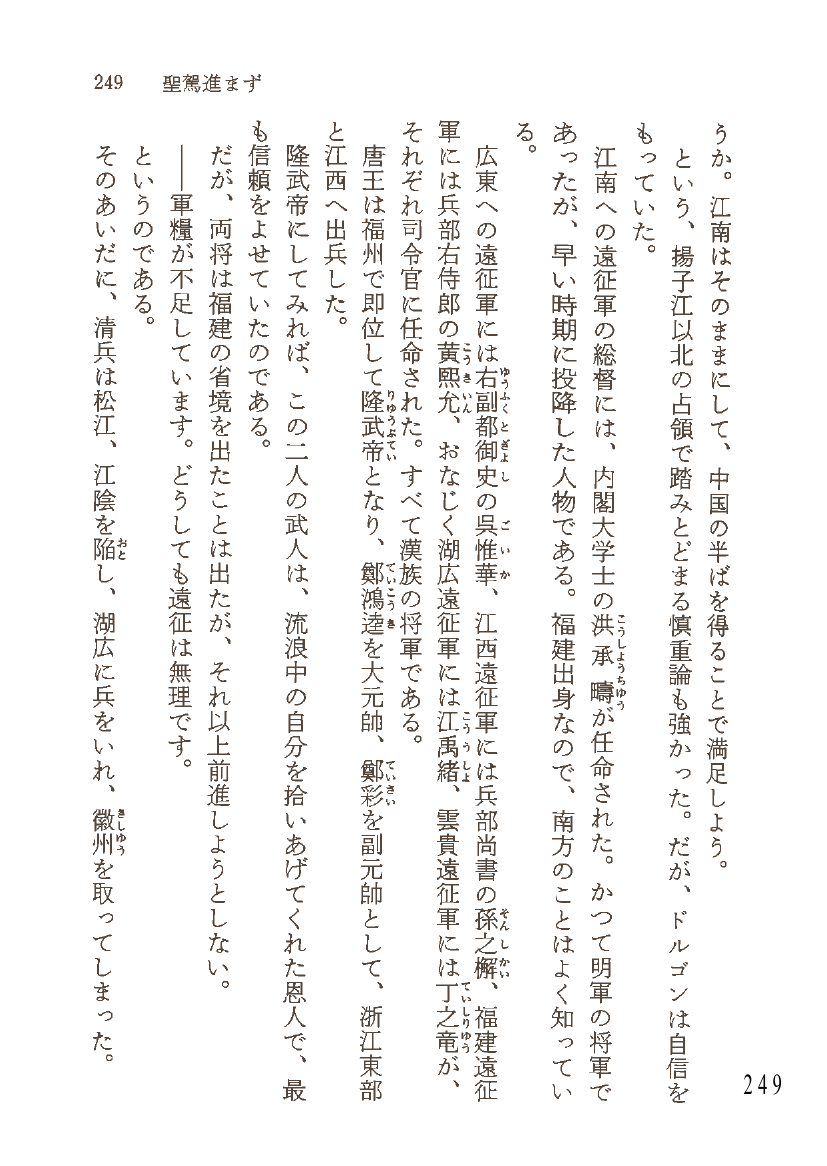 249　聖駕進まず
うか。江南はそのままにして、中国の半ばを得ることで満足しよう。
という、揚子江以北の占領で踏みとどまる慎重論も強かった。だが、ドルゴンは自信を
もっていた。
江南への遠征軍の総督には、内閣大学士の洪承疇が任命された。かつて明軍の将軍で
あったが、早い時期に投降した人物である。福建出身なので、南方のことはよく知ってい
る。
広東への遠征軍には右副都御史の呉惟華、江西遠征軍には兵部尚書の孫之獬、福建遠征
軍には兵部右侍郎の黄熙允、おなじく湖広遠征軍には江禹緒、雲貴遠征軍には丁之竜が、
それぞれ司令官に任命された。すべて漢族の将軍である。
唐王は福州で即位して隆武帝となり、鄭鴻逵を大元帥、鄭彩を副元帥として、浙江東部
と江西へ出兵した。
隆武帝にしてみれば、この二人の武人は、流浪中の自分を拾いあげてくれた恩人で、最
も信頼をよせていたのである。
だが、両将は福建の省境を出たことは出たが、それ以上前進しようとしない。
――軍糧が不足しています。どうしても遠征は無理です。
というのである。
そのあいだに、清兵は松江、江陰を陥し、湖広に兵をいれ、徽州を取ってしまった。
249